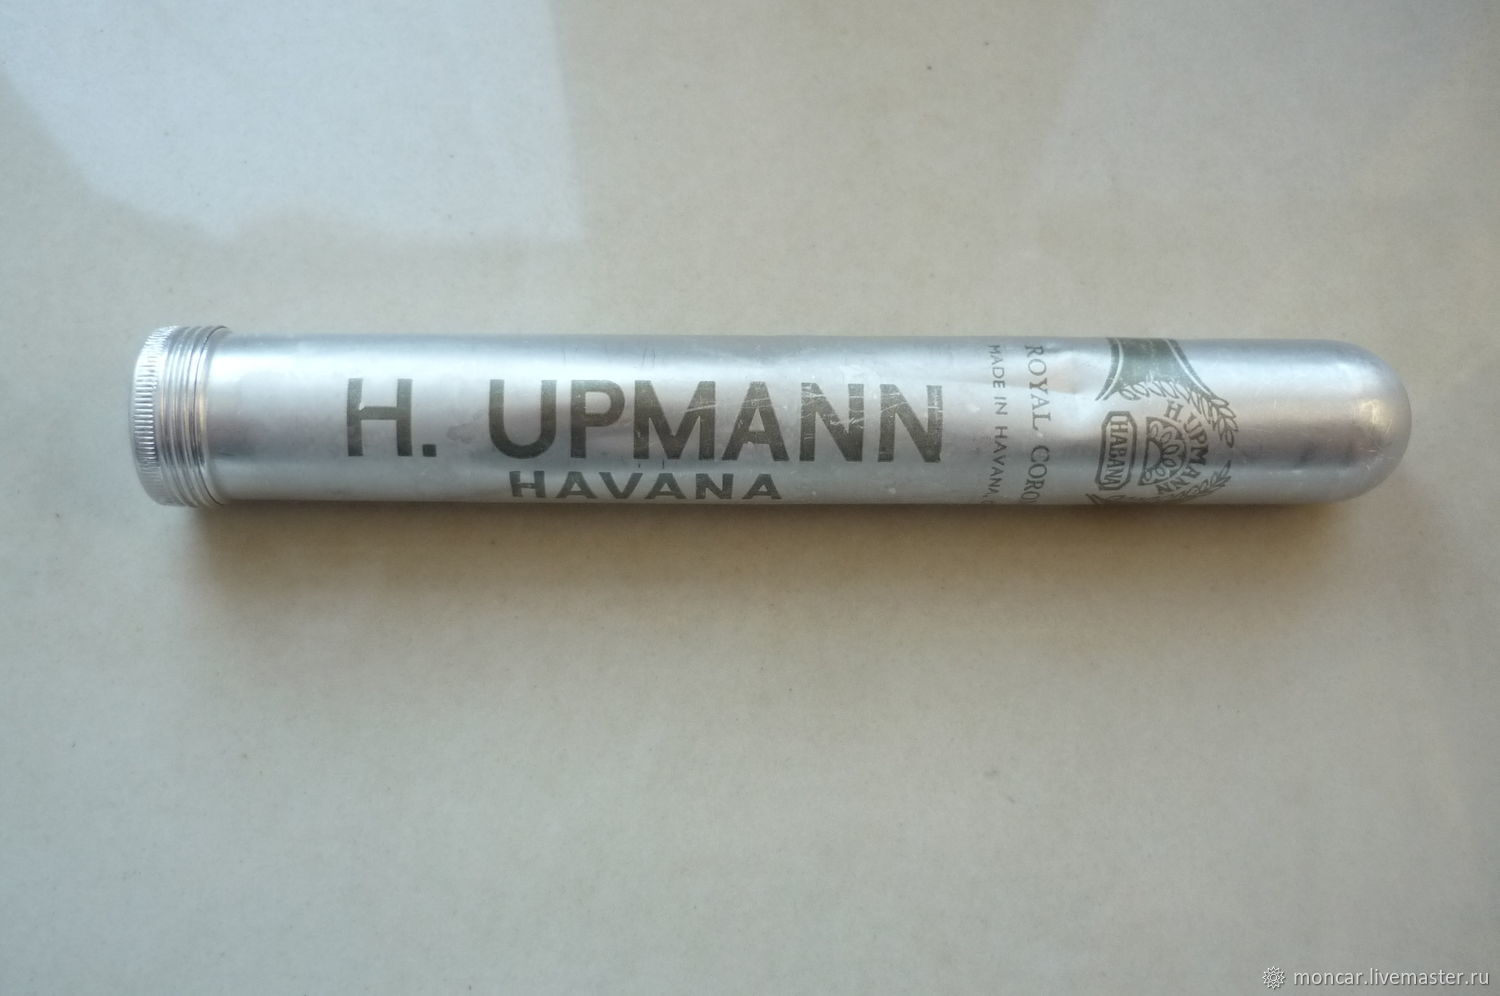 H. UPMANN
HAVANA
ROYAL CORO
MADE IN HAVANA,
HABANA
H. UPMANN
moncar.livemaster.ru